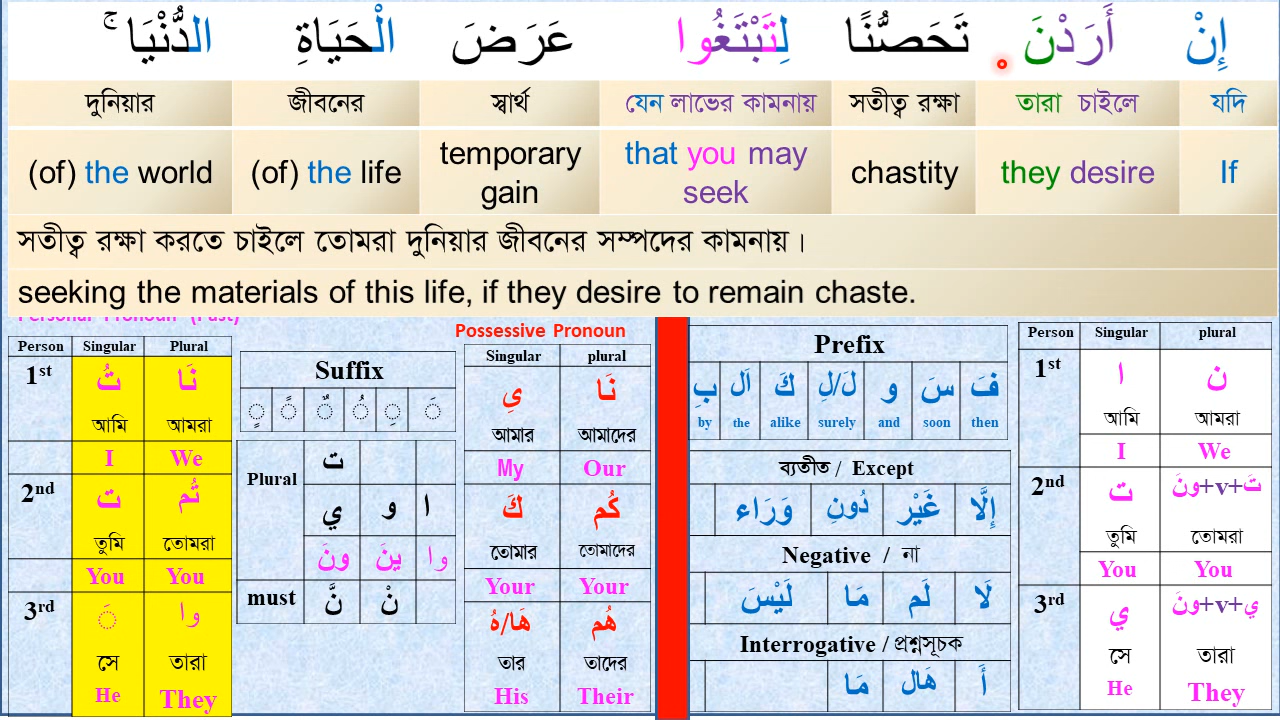 إِنْ أَرَدْنَ تَحَصُّنًا لِتَبْتَغُوا عَرَضَ الْحَيَاةِ الدُّنْيَا ۚ
দুনিয়ার জীবনের স্বার্থ যেন লাভের কামনায় সতীত্ব রক্ষা তারা চাইলে যদি
(of) the world (of) the life temporary gain that you may seek chastity they desire If
সতীত্ব রক্ষা করতে চাইলে তোমরা দুনিয়ার জীবনের সম্পদের কামনায়।
seeking the materials of this life, if they desire to remain chaste.
Personal Pronoun (Past)
Person Singular Plural
1st تُ نَا
আমি আমরা
I We
2nd ت تُم
তুমি তোমরা
You You
3rd َ وا
সে তারা
He They
Suffix
ٍ ً ٌ ُ ِ َ
Plural ت
ي و ا
ونَ ينَ وا
must نَّ نْ
Possessive Pronoun
Singular plural
يِ نَا
আমার আমাদের
My Our
كَ كُم
তোমার তোমাদের
Your Your
هَا/هُ هُم
তার তাদের
His Their
Prefix
بِ اَل كَ لَ/لِ و سَ فَ
by the alike surely and soon then
ব্যতীত / Except
وَرَاء دُونِ غَيْر إِلَّا
Negative / না
لَيْسَ مَا لَم لَا
Interrogative / প্রশ্নসূচক
مَا هَال أَ
Person Singular plural
1st ا ن
আমি আমরা
I We
2nd ت تَ+v+ونَ
তুমি তোমরা
You You
3rd ي ي+v+ونَ
সে তারা
He They